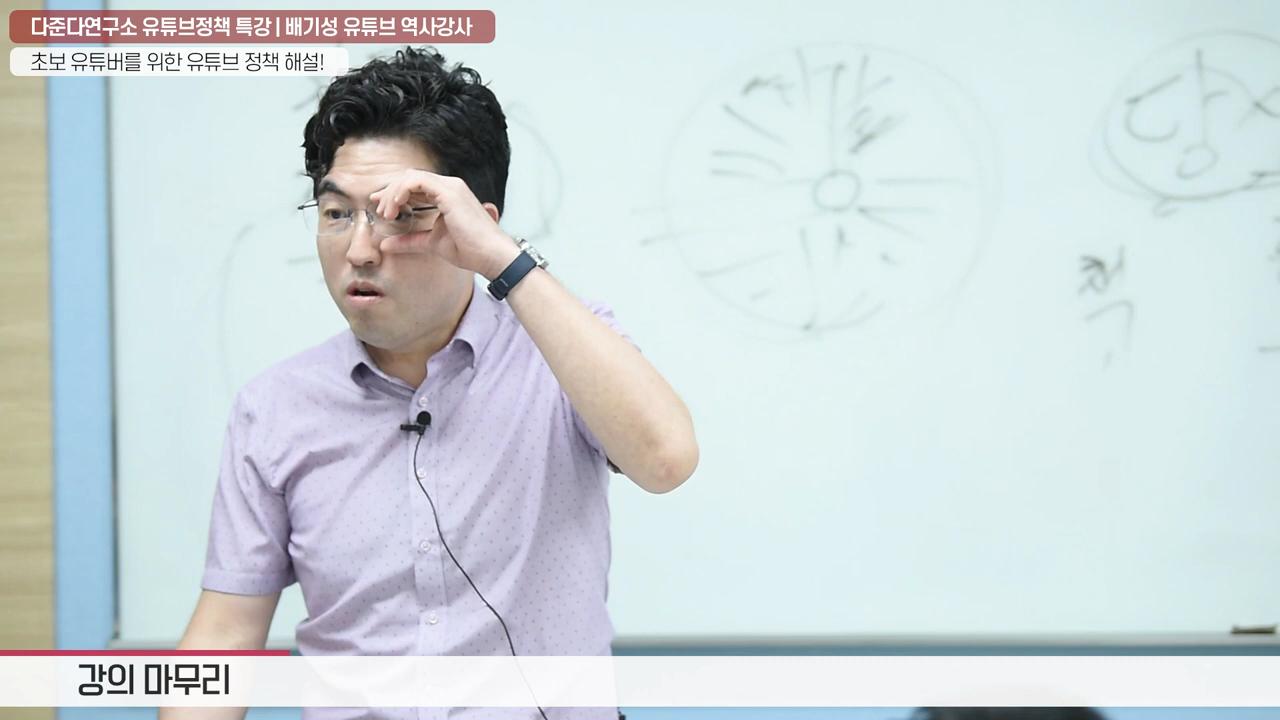 다준다연구소 유튜브정책 특강 | 배기성 유튜브 역사강사
초보 유튜버를 위한 유튜브 정책 해설!
강의 마무리